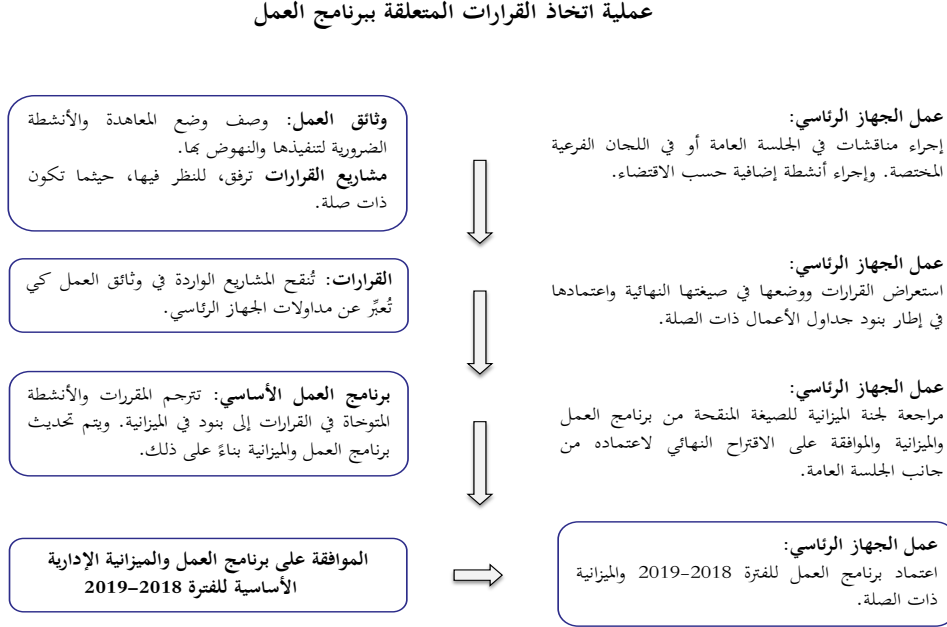 عملية اتخاذ القرارات المتعلقة ببرنامج العمل
عمل الجهاز الرئاسي:
إجراء مناقشات في الجلسة العامة أو في اللجان الفرعية
المختصة. وإجراء أنشطة إضافية حسب الاقتضاء.
وثائق العمل: وصف وضع المعاهدة والأنشطة
الضرورية لتنفيذها والنهوض بها.
مشاريع القرارات ترفق، للنظر فيها، حيثما تكون
ذات صلة.
عمل الجهاز الرئاسي:
استعراض القرارات ووضعها في صيغتها النهائية واعتمادها
في إطار بنود جداول الأعمال ذات الصلة.
القرارات: تُنقح المشاريع الواردة في وثائق العمل كي
تُعبِّر عن مداولات الجهاز الرئاسي.
عمل الجهاز الرئاسي:
مراجعة لجنة الميزانية للصيغة المنقحة من برنامج العمل
والميزانية والموافقة على الاقتراح النهائي لاعتماده من
جانب الجلسة العامة.
برنامج العمل الأساسي: تترجم المقررات والأنشطة
المتوخاة في القرارات إلى بنود في الميزانية. ويتم تحديث
برنامج العمل والميزانية بناءً على ذلك.
الموافقة على برنامج العمل والميزانية الإدارية
الأساسية للفترة 2018–2019
عمل الجهاز الرئاسي:
اعتماد برنامج العمل للفترة 2018-2019 والميزانية
ذات الصلة.